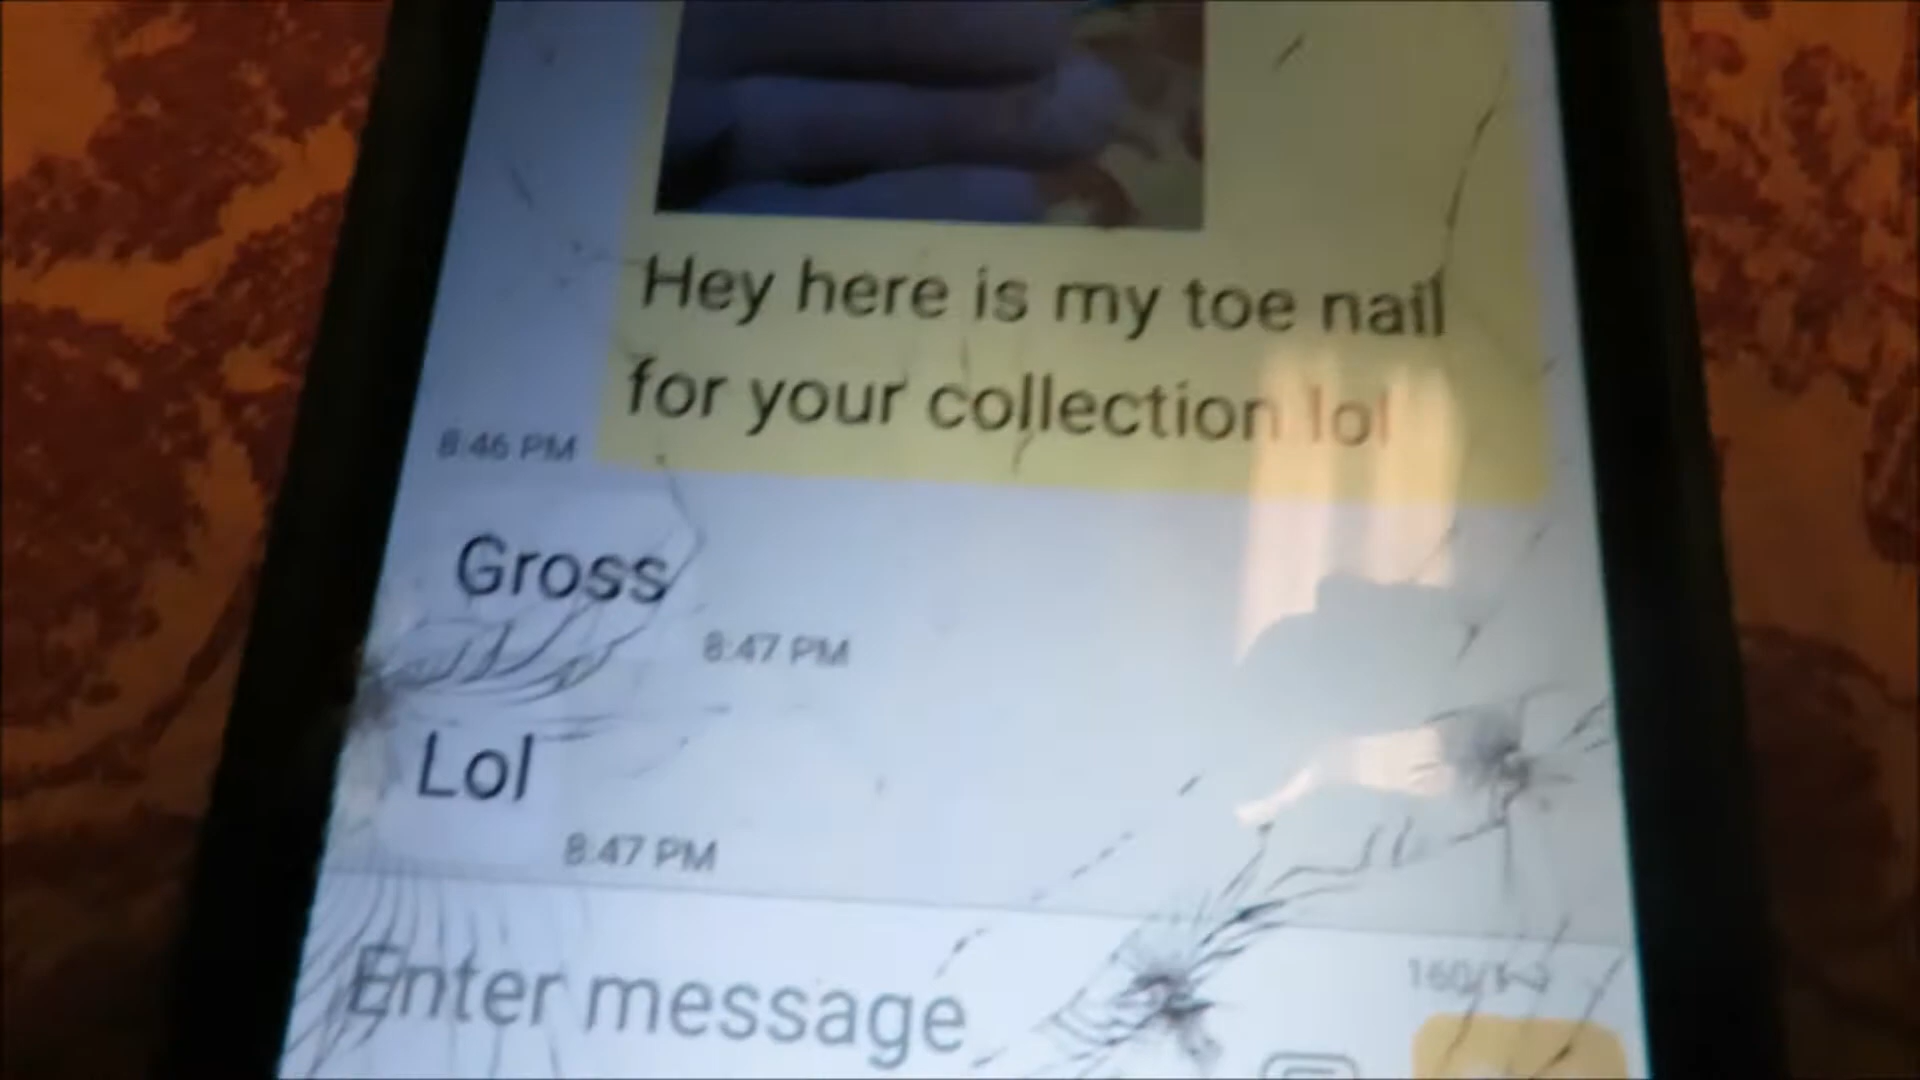 Hey here is my toe nail
for your collection lol
8:46 PM
Gross
8:47 PM
Lol
8:47 PM
Enter message